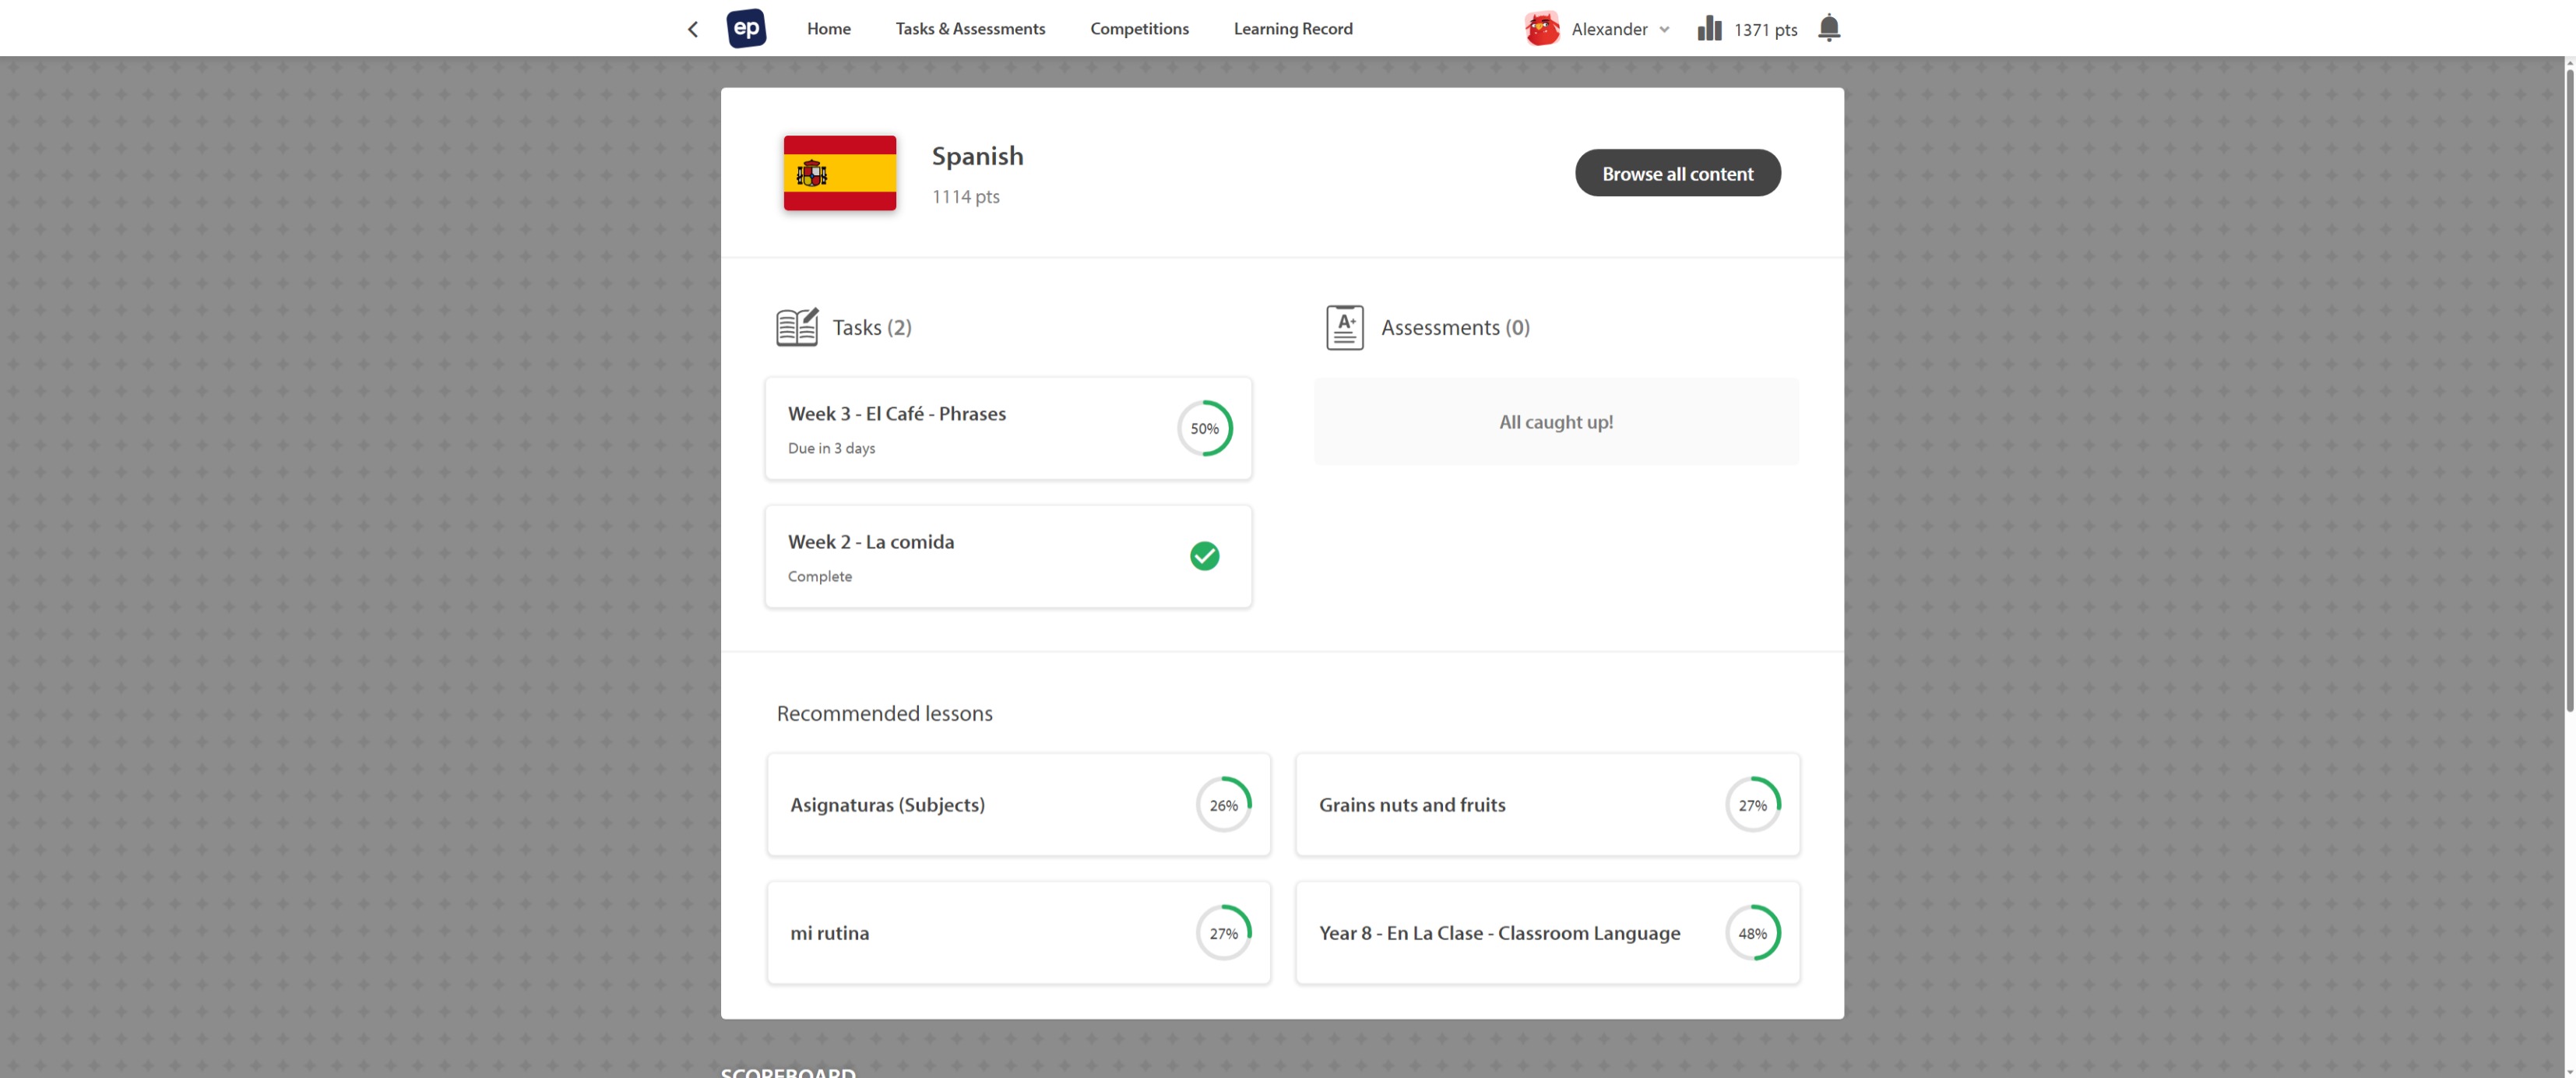 ep Home Tasks & Assessments Competitions Learning Record Alexander 1371 pts
Spanish
1114 pts
Browse all content
Tasks (2)
Week 3 - El Café - Phrases
Due in 3 days
50%
Week 2 - La comida
Complete
A+ Assessments (0)
All caught up!
Recommended lessons
Asignaturas (Subjects) 26%
Grains nuts and fruits 27%
mi rutina 27%
Year 8 - En La Clase - Classroom Language 48%
SCOREBOARD